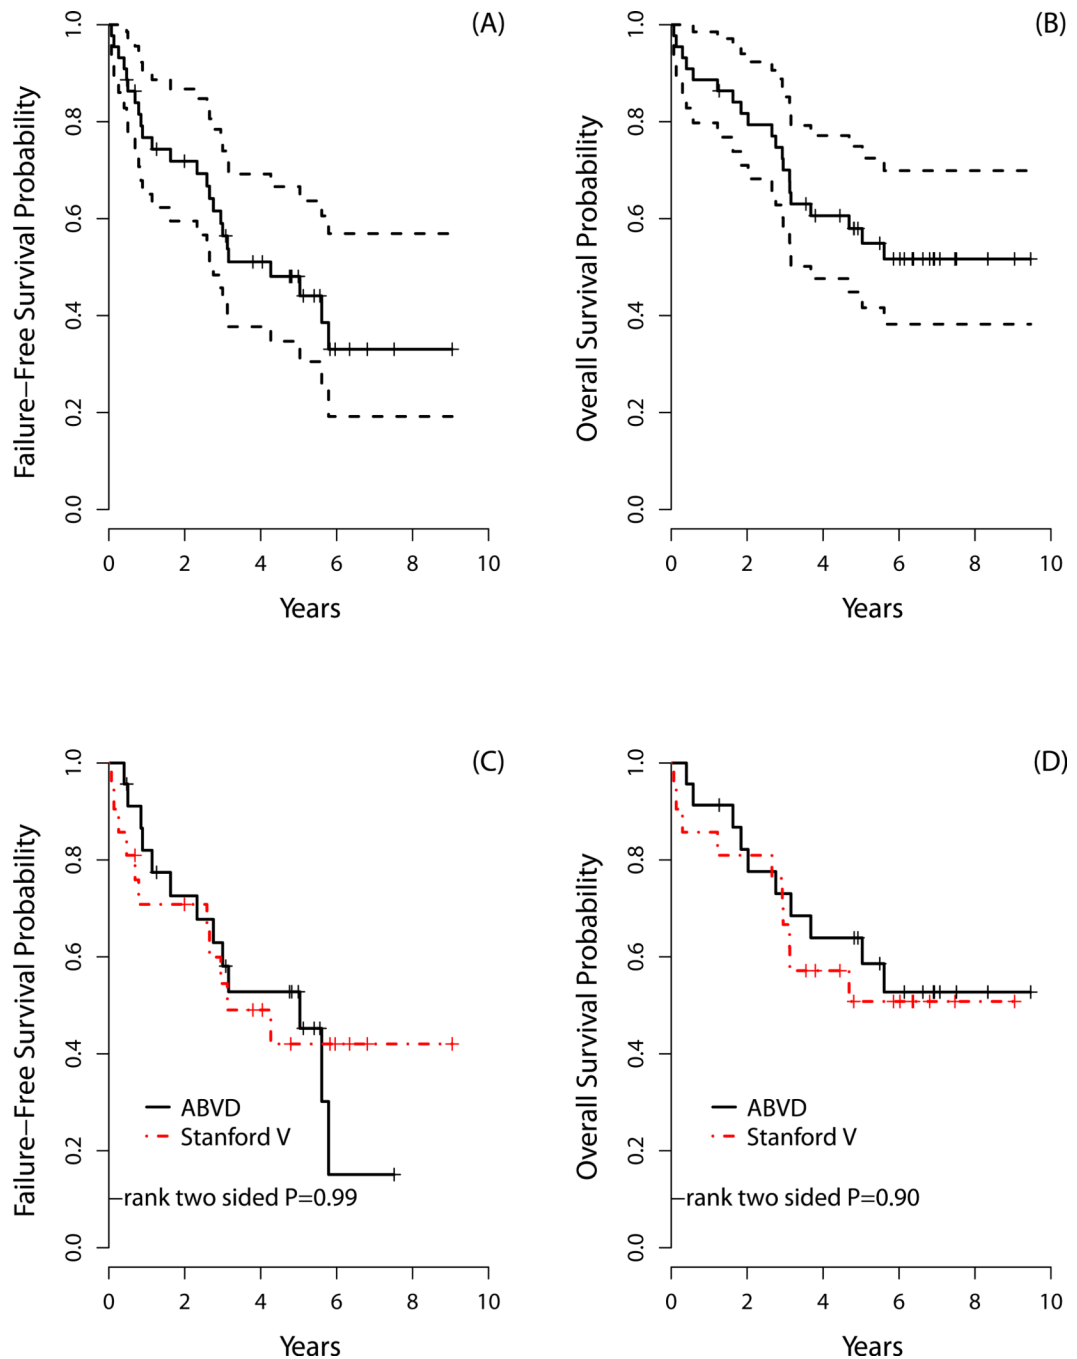 (A)
Failure–Free Survival Probability
1.0
0.8
0.6
0.4
0.2
0.0
0 2 4 6 8 10
Years
(B)
Overall Survival Probability
1.0
0.8
0.6
0.4
0.2
0.0
0 2 4 6 8 10
Years
(C)
Failure–Free Survival Probability
1.0
0.8
0.6
0.4
0.2
0.0
ABVD
Stanford V
–rank two sided P=0.99
0 2 4 6 8 10
Years
(D)
Overall Survival Probability
1.0
0.8
0.6
0.4
0.2
0.0
ABVD
Stanford V
–rank two sided P=0.90
0 2 4 6 8 10
Years